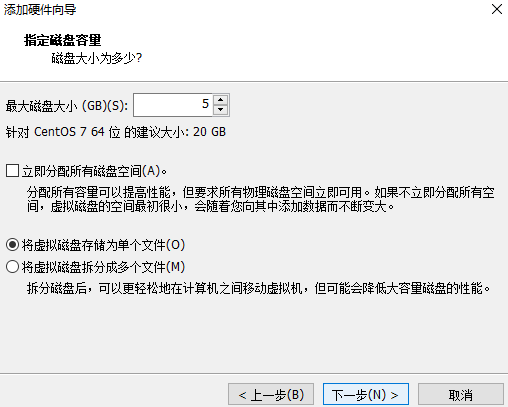 添加硬件向导
指定磁盘容量
磁盘大小为多少?
最大磁盘大小 (GB)(S): 5
针对 CentOS 7 64 位 的建议大小: 20 GB
立即分配所有磁盘空间(A)。
分配所有容量可以提高性能，但要求所有物理磁盘空间立即可用。如果不立即分配所有空
间，虚拟磁盘的空间最初很小，会随着您向其中添加数据而不断变大。
将虚拟磁盘存储为单个文件(O)
将虚拟磁盘拆分成多个文件(M)
拆分磁盘后，可以更轻松地在计算机之间移动虚拟机，但可能会降低大容量磁盘的性能。
< 上一步(B) 下一步(N) > 取消